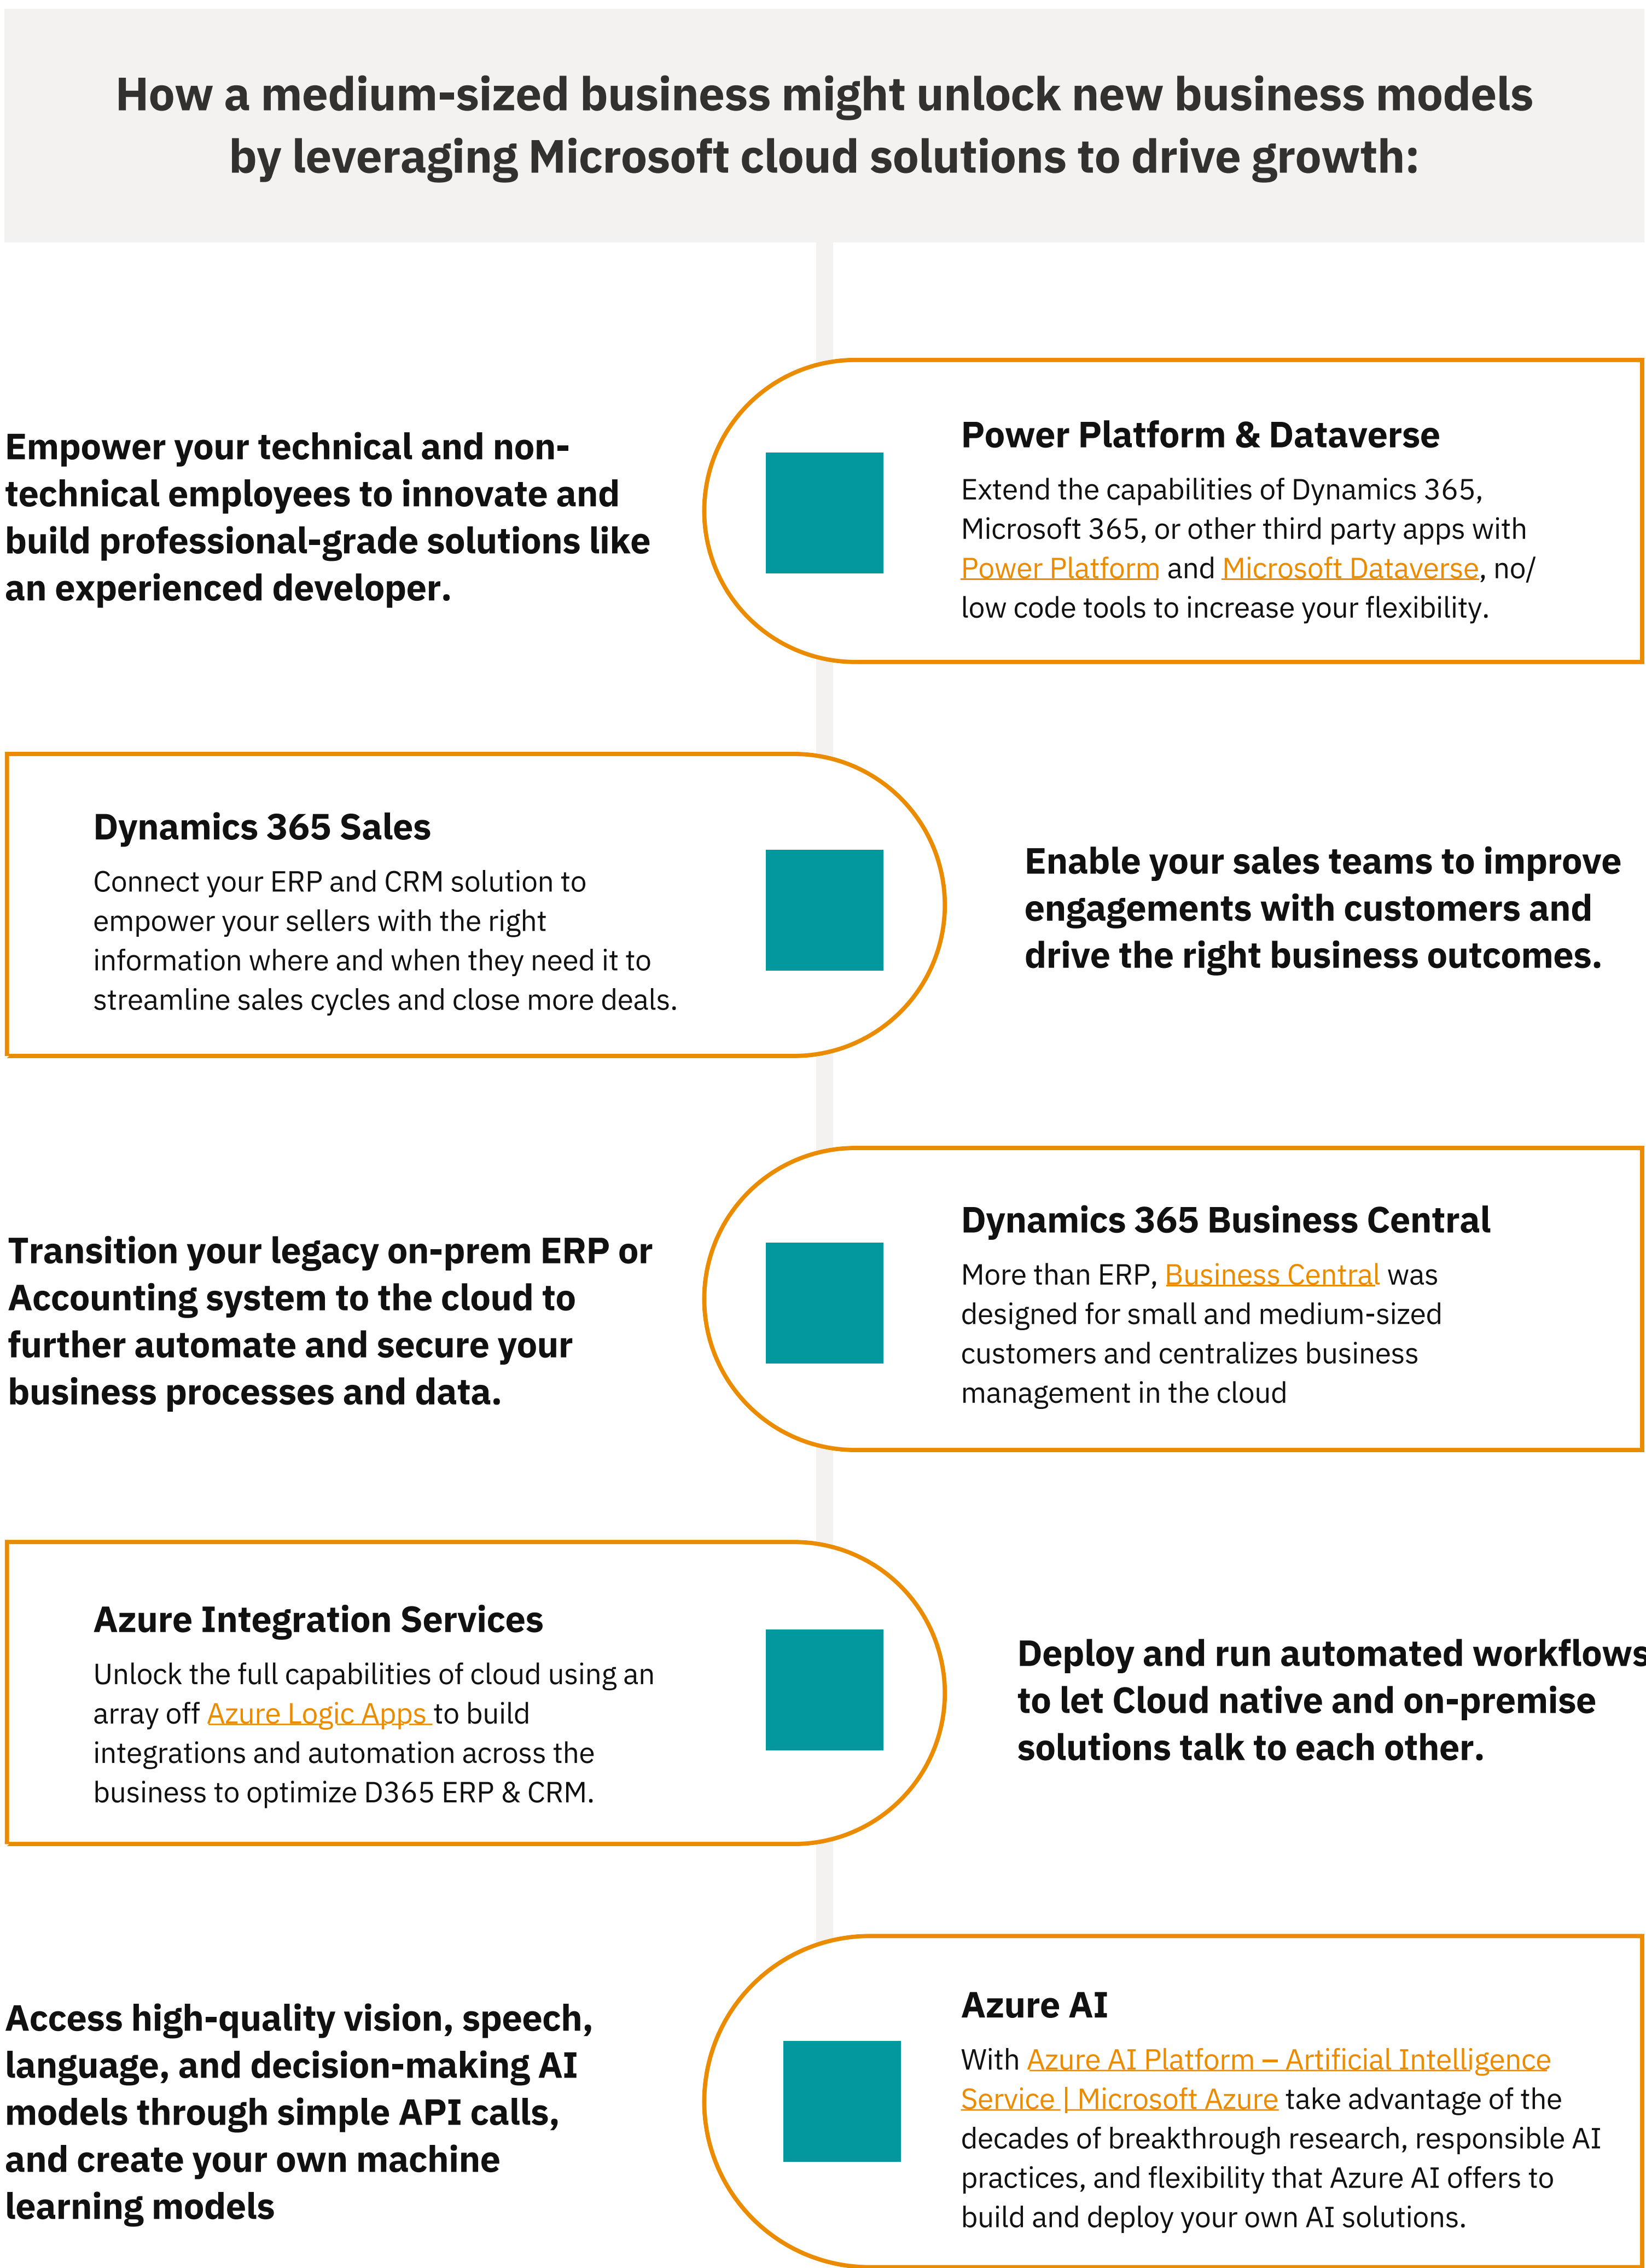 How a medium-sized business might unlock new business models
by leveraging Microsoft cloud solutions to drive growth:
Empower your technical and non-
technical employees to innovate and
build professional-grade solutions like
an experienced developer.
Power Platform & Dataverse
Extend the capabilities of Dynamics 365,
Microsoft 365, or other third party apps with
Power Platform and Microsoft Dataverse, no/
low code tools to increase your flexibility.
Dynamics 365 Sales
Connect your ERP and CRM solution to
empower your sellers with the right
information where and when they need it to
streamline sales cycles and close more deals.
Enable your sales teams to improve
engagements with customers and
drive the right business outcomes.
Transition your legacy on-prem ERP or
Accounting system to the cloud to
further automate and secure your
business processes and data.
Dynamics 365 Business Central
More than ERP, Business Central was
designed for small and medium-sized
customers and centralizes business
management in the cloud
Azure Integration Services
Unlock the full capabilities of cloud using an
array off Azure Logic Apps to build
integrations and automation across the
business to optimize D365 ERP & CRM.
Deploy and run automated workflows
to let Cloud native and on-premise
solutions talk to each other.
Access high-quality vision, speech,
language, and decision-making AI
models through simple API calls,
and create your own machine
learning models
Azure AI
With Azure AI Platform – Artificial Intelligence
Service | Microsoft Azure take advantage of the
decades of breakthrough research, responsible AI
practices, and flexibility that Azure AI offers to
build and deploy your own AI solutions.